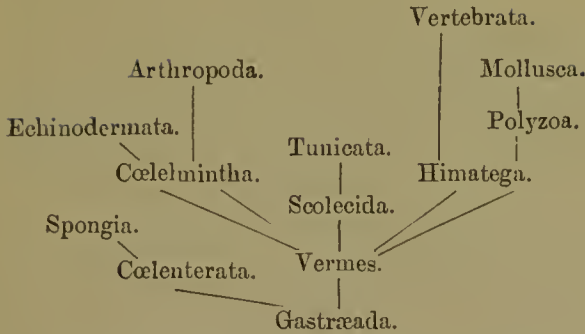 Vertebrata.
Arthropoda. Mollusca.
Echinodermata. Polyzoa.
Tunicata.
Cœlelmintha. Himatega.
Scolecida.
Spongia.
Vermes.
Cœlenterata.
Gastræada.